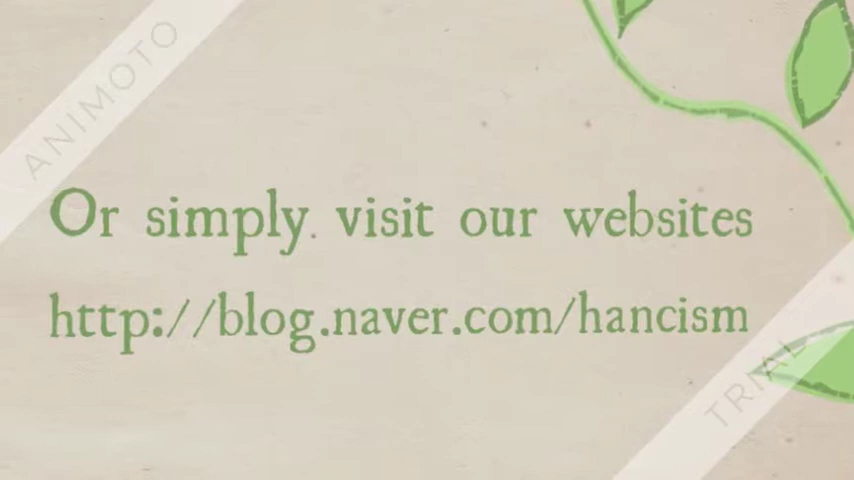 ANIMOTO
Or simply visit our websites
http://blog.naver.com/hancism
TRIAL